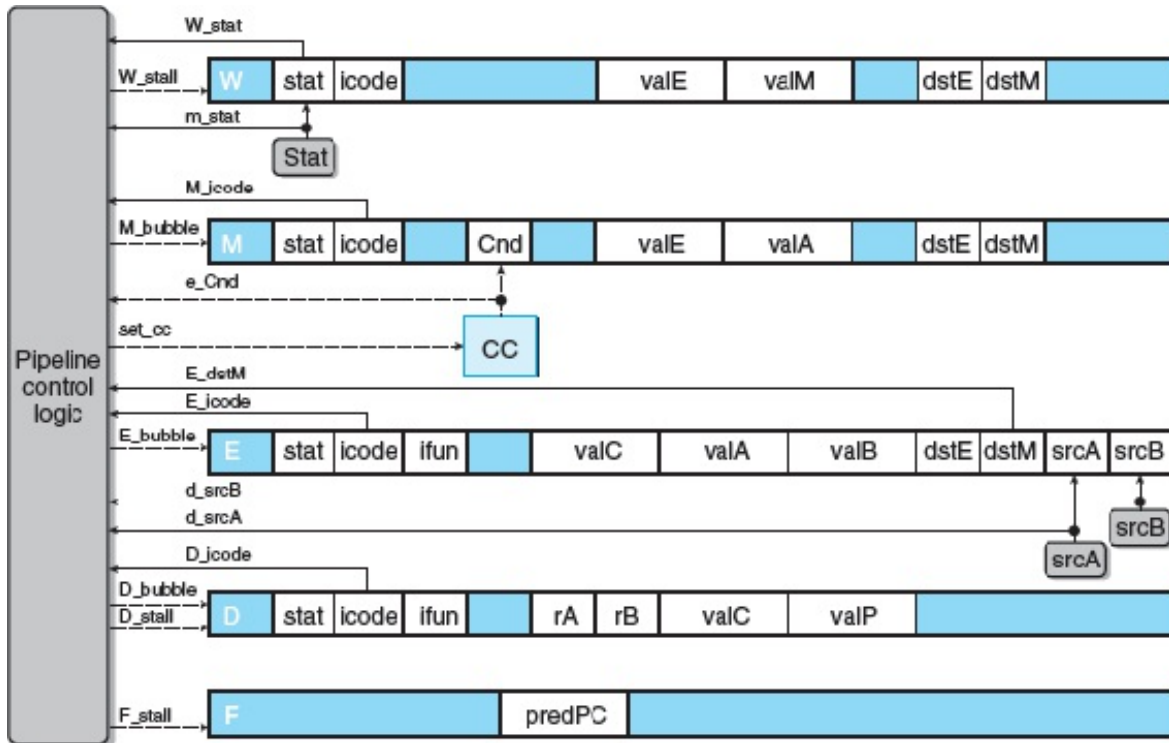 W_stat
W_stall
W stat icode valE valM dstE dstM
m_stat
Stat
M_icode
M_bubble
M stat icode Cnd valE valA dstE dstM
e_Cnd
set_cc
CC
Pipeline
control
logic
E_dstM
E_icode
E_bubble
E stat icode ifun valC valA valB dstE dstM srcA srcB
d_srcB
d_srcA
srcB
srcA
D_icode
D_bubble
D_stall
D stat icode ifun rA rB valC valP
F_stall
F predPC